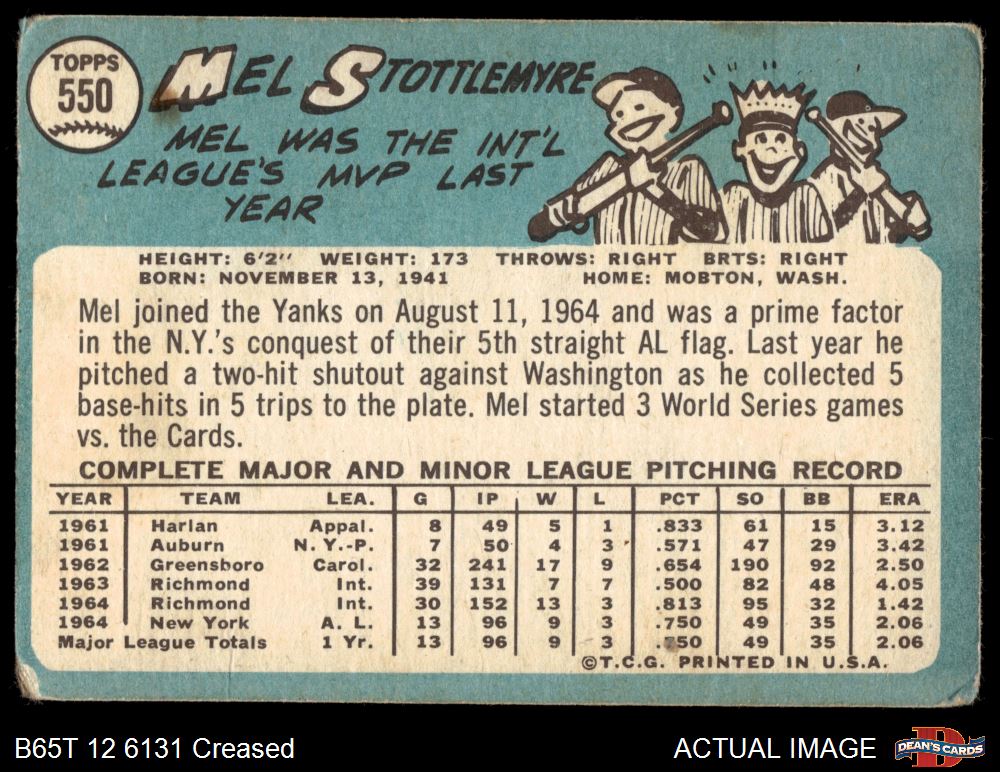 TOPPS
550
MEL STOTTLEMYRE
MEL WAS THE INT'L
LEAGUE'S MVP LAST
YEAR
HEIGHT: 6'2" WEIGHT: 173 THROWS: RIGHT BRTS: RIGHT
BORN: NOVEMBER 13, 1941 HOME: MOBTON, WASH.
Mel joined the Yanks on August 11, 1964 and was a prime factor
in the N.Y.'s conquest of their 5th straight AL flag. Last year he
pitched a two-hit shutout against Washington as he collected 5
base-hits in 5 trips to the plate. Mel started 3 World Series games
vs. the Cards.
COMPLETE MAJOR AND MINOR LEAGUE PITCHING RECORD
YEAR TEAM LEA. G IP W L PCT SO BB ERA
1961 Harlan Appal. 8 49 5 1 .833 61 15 3.12
1961 Auburn N. Y.-P. 7 50 4 3 .571 47 29 3.42
1962 Greensboro Carol. 32 241 17 9 .654 190 92 2.50
1963 Richmond Int. 39 131 7 7 .500 82 48 4.05
1964 Richmond Int. 30 152 13 3 .813 95 32 1.42
1964 New York A. L. 13 96 9 3 .750 49 35 2.06
Major League Totals 1 Yr. 13 96 9 3 .750 49 35 2.06
©T.C.G. PRINTED IN U.S.A.
B65T 12 6131 Creased ACTUAL IMAGE DEAN'S CARDS